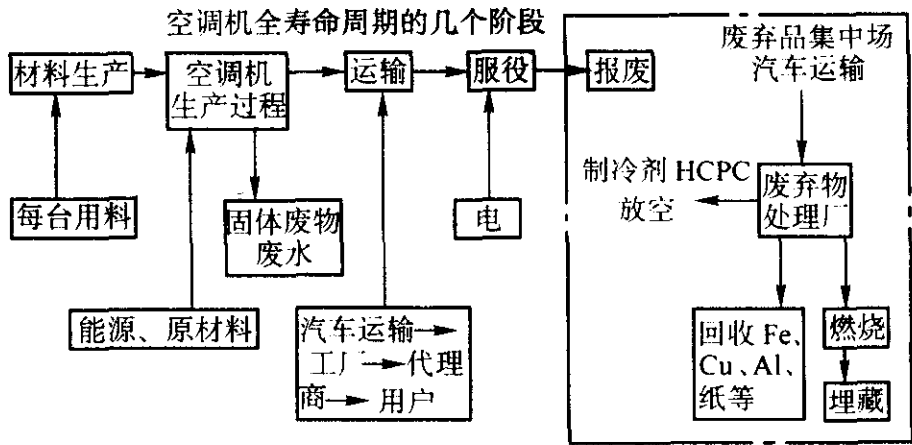 空调机全寿命周期的几个阶段
材料生产
空调机
生产过程
运输
服役
报废
废弃品集中场
汽车运输
制冷剂 HCPC
放空
废弃物
处理厂
每台用料
固体废物
废水
电
能源、原材料
汽车运输→
工厂→代理
商→用户
回收 Fe、
Cu、Al、
纸等
燃烧
埋藏